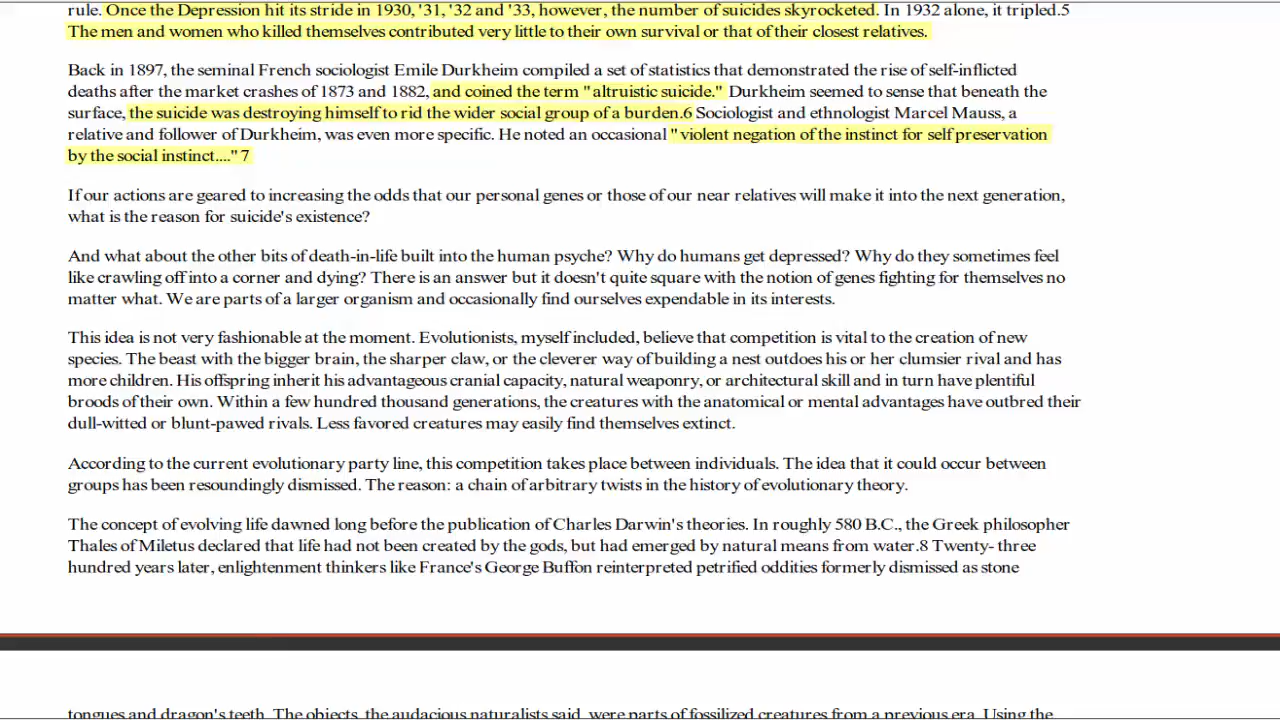 rule. Once the Depression hit its stride in 1930, '31, '32 and '33, however, the number of suicides skyrocketed. In 1932 alone, it tripled.5
The men and women who killed themselves contributed very little to their own survival or that of their closest relatives.
Back in 1897, the seminal French sociologist Emile Durkheim compiled a set of statistics that demonstrated the rise of self-inflicted
deaths after the market crashes of 1873 and 1882, and coined the term "altruistic suicide." Durkheim seemed to sense that beneath the
surface, the suicide was destroying himself to rid the wider social group of a burden.6 Sociologist and ethnologist Marcel Mauss, a
relative and follower of Durkheim, was even more specific. He noted an occasional "violent negation of the instinct for self preservation
by the social instinct...." 7
If our actions are geared to increasing the odds that our personal genes or those of our near relatives will make it into the next generation,
what is the reason for suicide's existence?
And what about the other bits of death-in-life built into the human psyche? Why do humans get depressed? Why do they sometimes feel
like crawling off into a corner and dying? There is an answer but it doesn't quite square with the notion of genes fighting for themselves no
matter what. We are parts of a larger organism and occasionally find ourselves expendable in its interests.
This idea is not very fashionable at the moment. Evolutionists, myself included, believe that competition is vital to the creation of new
species. The beast with the bigger brain, the sharper claw, or the cleverer way of building a nest outdoes his or her clumsier rival and has
more children. His offspring inherit his advantageous cranial capacity, natural weaponry, or architectural skill and in turn have plentiful
broods of their own. Within a few hundred thousand generations, the creatures with the anatomical or mental advantages have outbred their
dull-witted or blunt-pawed rivals. Less favored creatures may easily find themselves extinct.
According to the current evolutionary party line, this competition takes place between individuals. The idea that it could occur between
groups has been resoundingly dismissed. The reason: a chain of arbitrary twists in the history of evolutionary theory.
The concept of evolving life dawned long before the publication of Charles Darwin's theories. In roughly 580 B.C., the Greek philosopher
Thales of Miletus declared that life had not been created by the gods, but had emerged by natural means from water.8 Twenty- three
hundred years later, enlightenment thinkers like France's George Buffon reinterpreted petrified oddities formerly dismissed as stone
tongues and dragon's teeth. The objects, the audacious naturalists said, were parts of fossilized creatures from a previous era. Using the